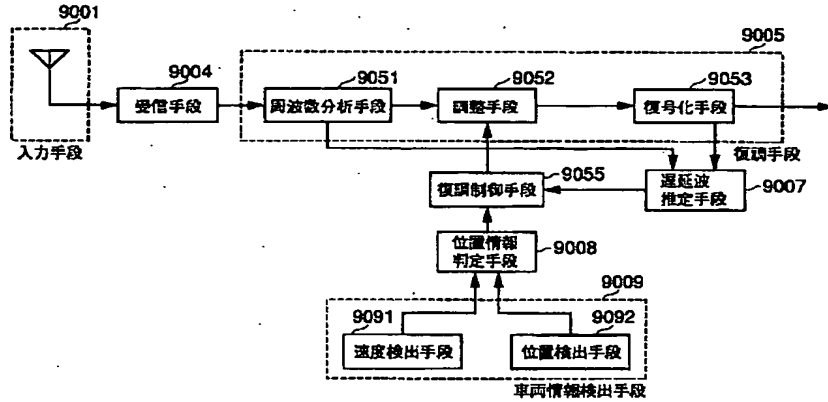 9001
入力手段
9004
受信手段
9005
9051
周波数分析手段
9052
調整手段
9053
復号化手段
復調手段
9055
復調制御手段
遅延波
推定手段
9007
位置情報
判定手段
9008
9009
9091
速度検出手段
9092
位置検出手段
車両情報検出手段